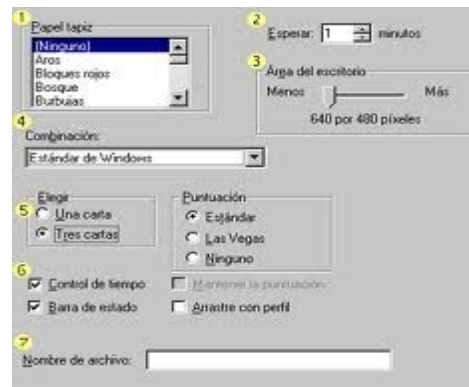 1
Papel tapiz
(Ninguno)
Aros
Bloques rojos
Bosque
Burbujas
2
Esperar: 1 minutos
3
Área del escritorio
Menos Más
640 por 480 píxeles
4
Combinación:
Estándar de Windows
5
Elegir
Una carta
Tres cartas
Puntuación
Estándar
Las Vegas
Ninguno
6
Control de tiempo
Mantener la puntuación
Barra de estado
Arrastre con perfil
7
Nombre de archivo: